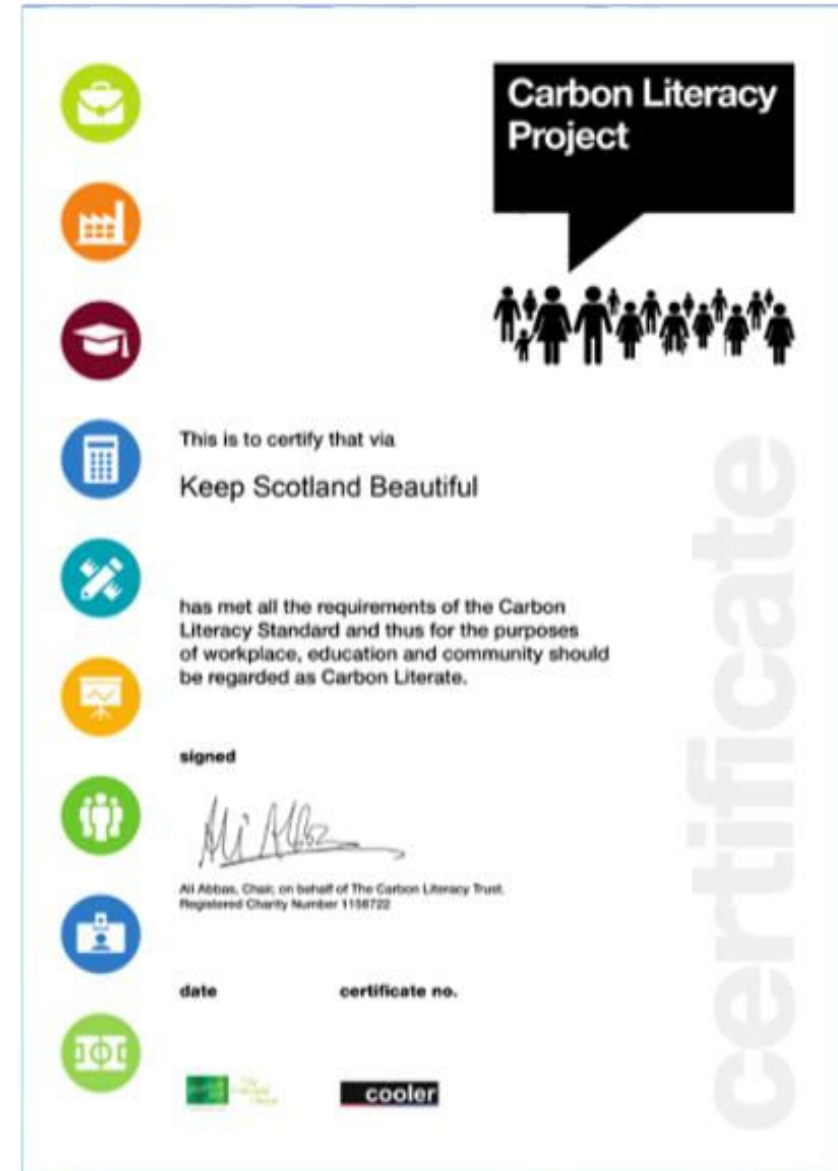 Carbon Literacy
Project
This is to certify that via
Keep Scotland Beautiful
has met all the requirements of the Carbon
Literacy Standard and thus for the purposes
of workplace, education and community should
be regarded as Carbon Literate.
signed
Ali Abbas, Chair, on behalf of The Carbon Literacy Trust.
Registered Charity Number 1156722
date certificate no.
cooler
certificate